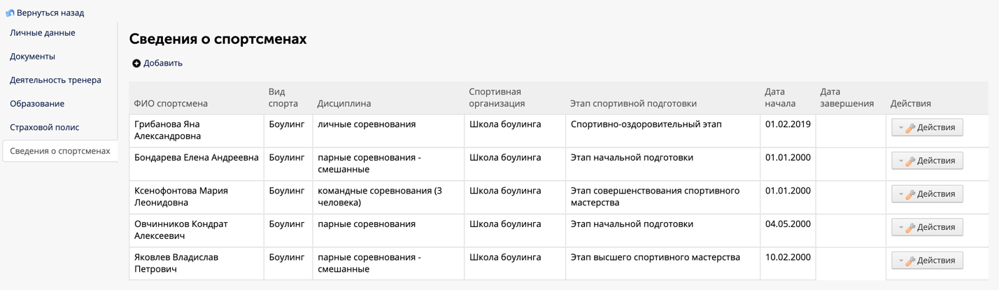 Вернуться назад
Личные данные
Документы
Деятельность тренера
Образование
Страховой полис
Сведения о спортсменах
Сведения о спортсменах
Добавить
ФИО спортсмена Вид спорта Дисциплина Спортивная организация Этап спортивной подготовки Дата начала Дата завершения Действия
Грибанова Яна Александровна Боулинг личные соревнования Школа боулинга Спортивно-оздоровительный этап 01.02.2019 Действия
Бондарева Елена Андреевна Боулинг парные соревнования - смешанные Школа боулинга Этап начальной подготовки 01.01.2000 Действия
Ксенофонтова Мария Леонидовна Боулинг командные соревнования (3 человека) Школа боулинга Этап совершенствования спортивного мастерства 01.01.2000 Действия
Овчинников Кондрат Алексеевич Боулинг парные соревнования Школа боулинга Этап начальной подготовки 04.05.2000 Действия
Яковлев Владислав Петрович Боулинг парные соревнования - смешанные Школа боулинга Этап высшего спортивного мастерства 10.02.2000 Действия